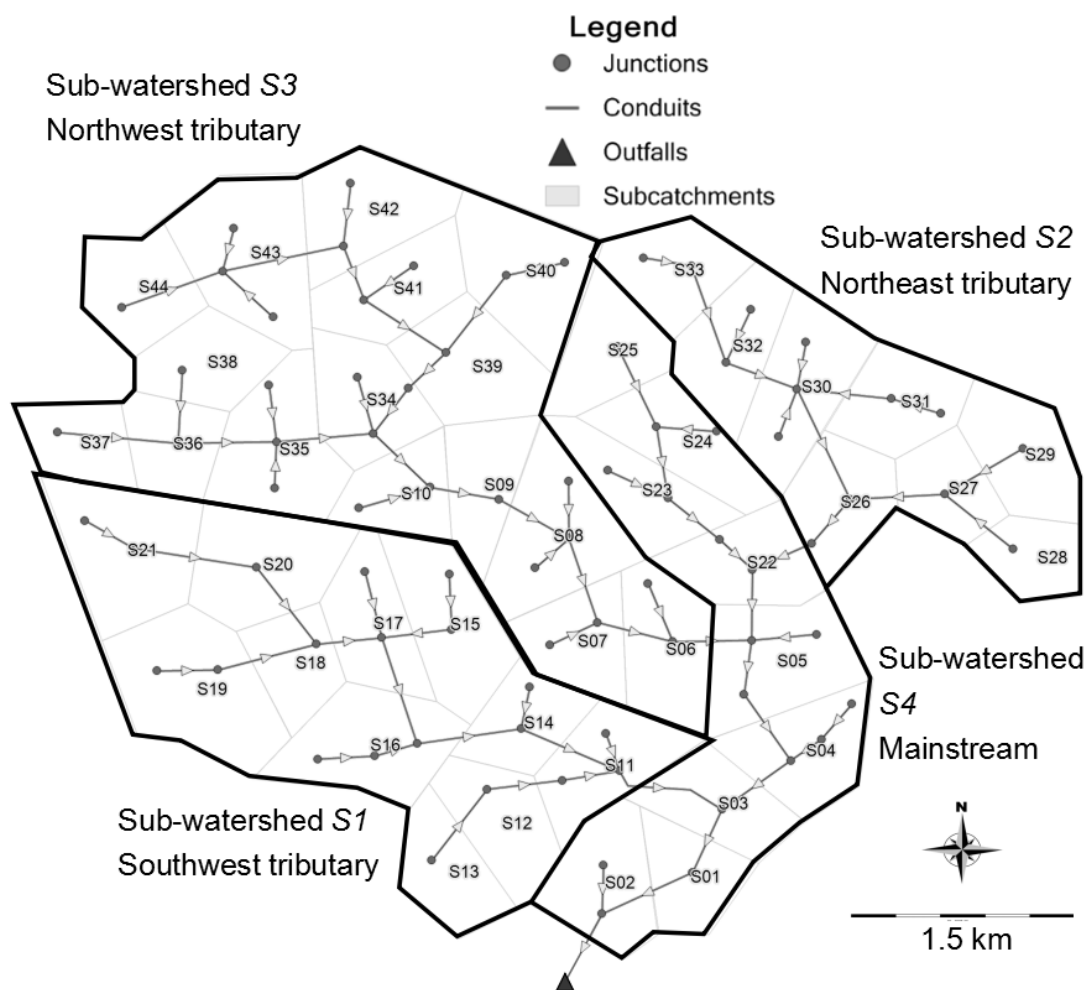 Legend
Junctions
Conduits
Outfalls
Subcatchments
Sub-watershed S3
Northwest tributary
Sub-watershed S2
Northeast tributary
S42
S43
S44
S41
S40
S33
S32
S25
S38
S39
S30
S31
S34
S24
S37
S36
S35
S29
S23
S10
S09
S27
S26
S08
S21
S20
S22
S28
S17
S15
S07
S06
S18
S05
S19
Sub-watershed
S4
Mainstream
S14
S16
S04
S11
S03
S12
Sub-watershed S1
Southwest tributary
S13
S02
S01
N
1.5 km